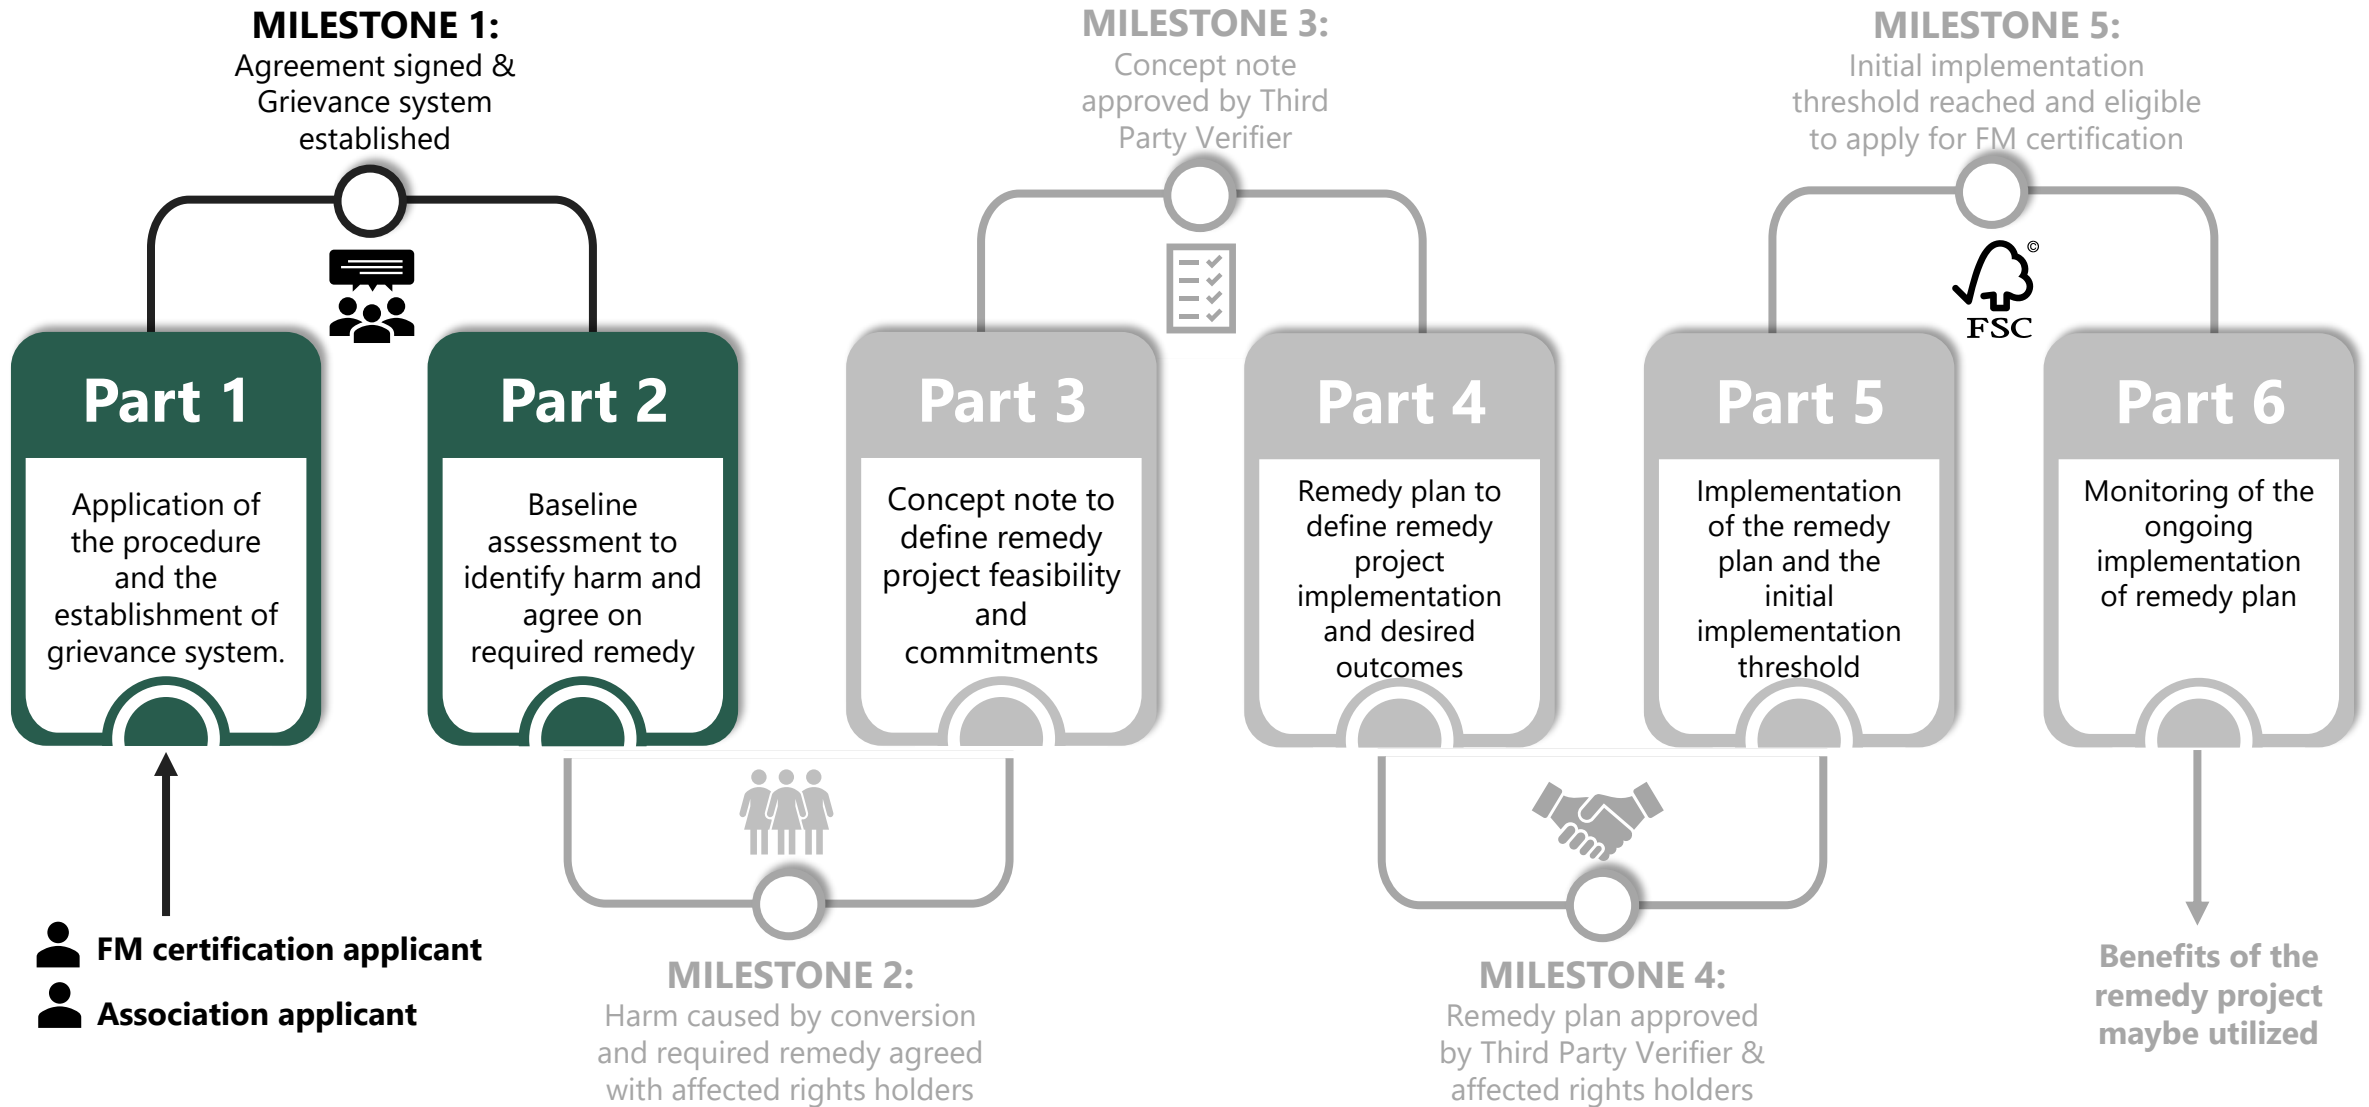 MILESTONE 1:
Agreement signed &
Grievance system
established
MILESTONE 3:
Concept note
approved by Third
Party Verifier
MILESTONE 5:
Initial implementation
threshold reached and eligible
to apply for FM certification
©
FSC
Part 1
Application of
the procedure
and the
establishment of
grievance system.
Part 2
Baseline
assessment to
identify harm and
agree on
required remedy
Part 3
Concept note to
define remedy
project feasibility
and
commitments
Part 4
Remedy plan to
define remedy
project
implementation
and desired
outcomes
Part 5
Implementation
of the remedy
plan and the
initial
implementation
threshold
Part 6
Monitoring of the
ongoing
implementation
of remedy plan
FM certification applicant
Association applicant
MILESTONE 2:
Harm caused by conversion
and required remedy agreed
with affected rights holders
MILESTONE 4:
Remedy plan approved
by Third Party Verifier &
affected rights holders
Benefits of the
remedy project
maybe utilized